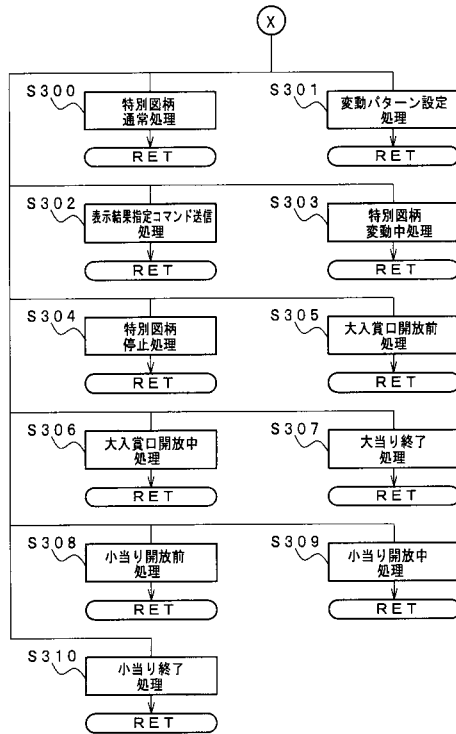 X
S300
特別図柄
通常処理
RET
S301
変動パターン設定
処理
RET
S302
表示結果指定コマンド送信
処理
RET
S303
特別図柄
変動中処理
RET
S304
特別図柄
停止処理
RET
S305
大入賞口開放前
処理
RET
S306
大入賞口開放中
処理
RET
S307
大当り終了
処理
RET
S308
小当り開放前
処理
RET
S309
小当り開放中
処理
RET
S310
小当り終了
処理
RET